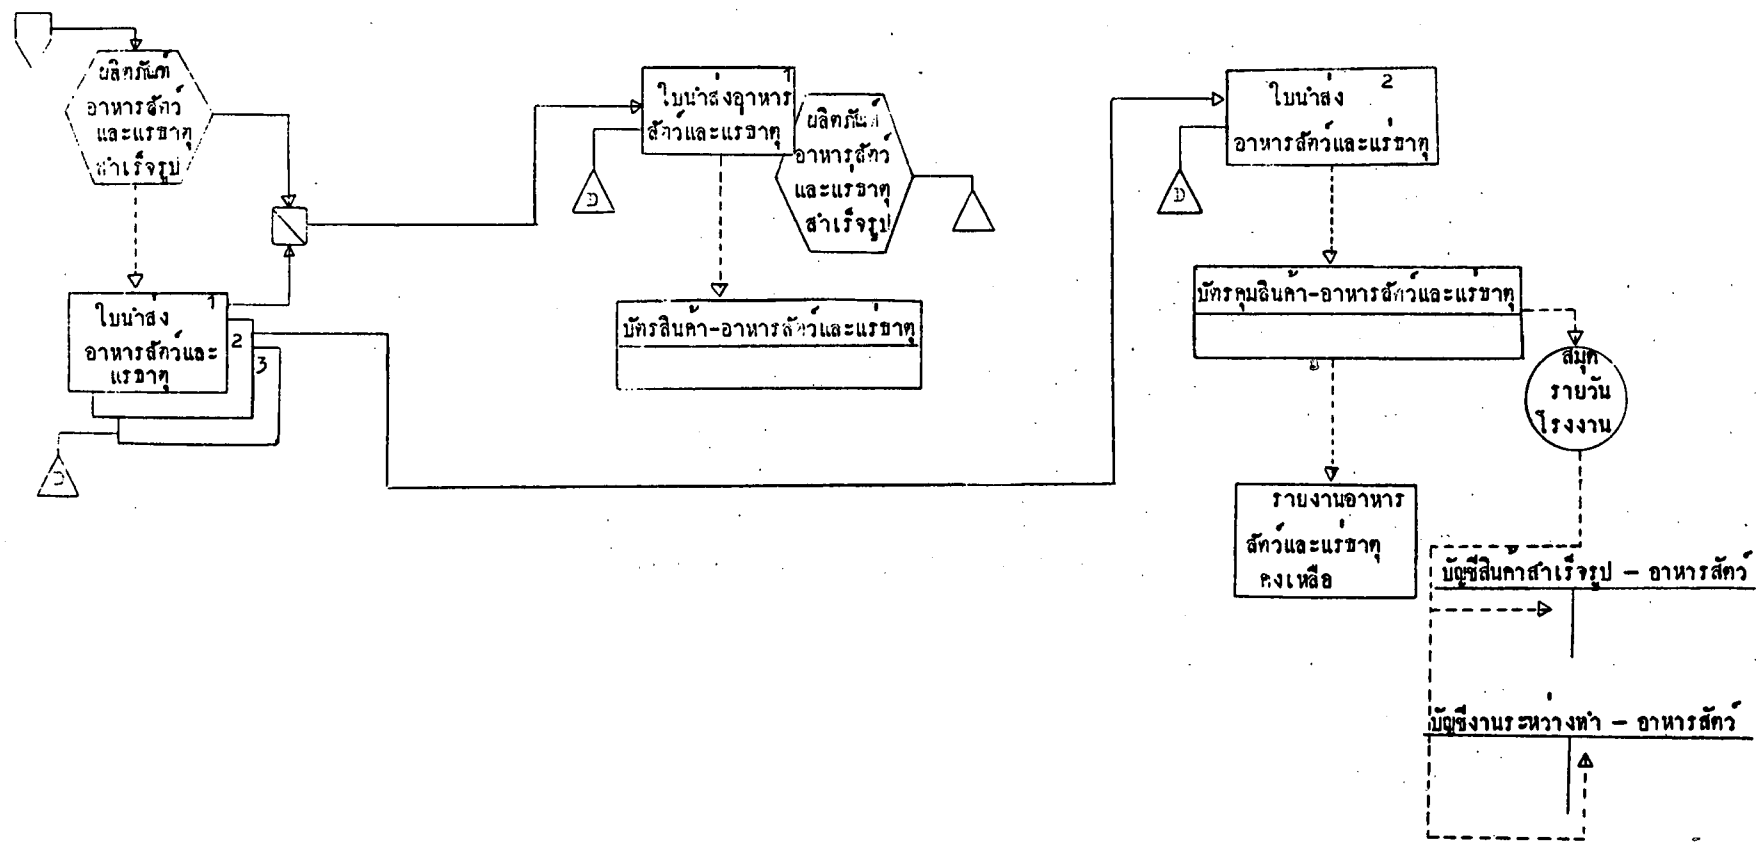 ผลิตภัณฑ์
อาหารสัตว์
และแร่ธาตุ
สำเร็จรูป
ใบนำส่ง 1
อาหารสัตว์และ
แร่ธาตุ
2
3
D
ใบนำส่งอาหาร 1
สัตว์และแร่ธาตุ
D
ผลิตภัณฑ์
อาหารสัตว์
และแร่ธาตุ
สำเร็จรูป
บัตรสินค้า-อาหารสัตว์และแร่ธาตุ
ใบนำส่ง 2
อาหารสัตว์และแร่ธาตุ
D
บัตรคุมสินค้า-อาหารสัตว์และแร่ธาตุ
สมุด
รายวัน
โรงงาน
รายงานอาหาร
สัตว์และแร่ธาตุ
คงเหลือ
บัญชีสินค้าสำเร็จรูป - อาหารสัตว์
บัญชีงานระหว่างทำ - อาหารสัตว์